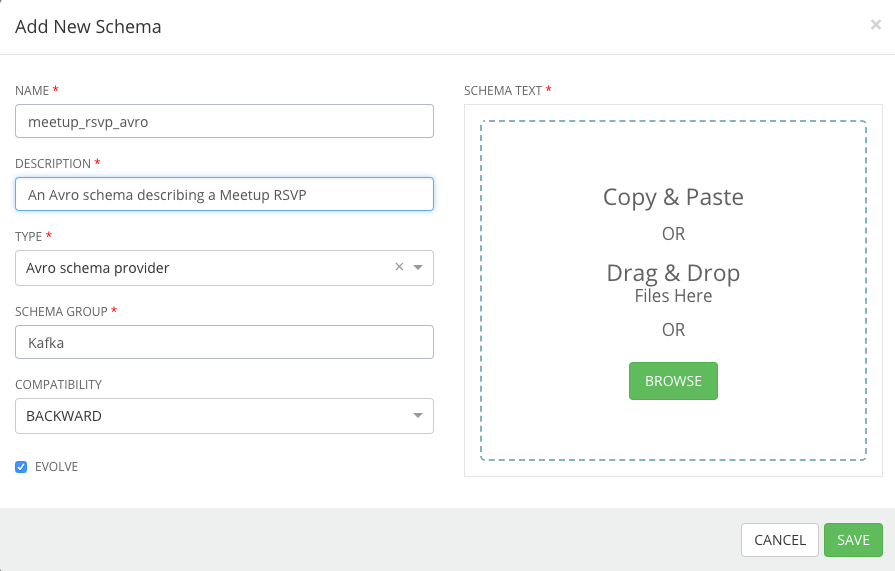 Add New Schema
×
NAME *
meetup_rsvp_avro
DESCRIPTION *
An Avro schema describing a Meetup RSVP
TYPE *
Avro schema provider ×
SCHEMA GROUP *
Kafka
COMPATIBILITY
BACKWARD
EVOLVE
SCHEMA TEXT *
Copy & Paste
OR
Drag & Drop
Files Here
OR
BROWSE
CANCEL
SAVE